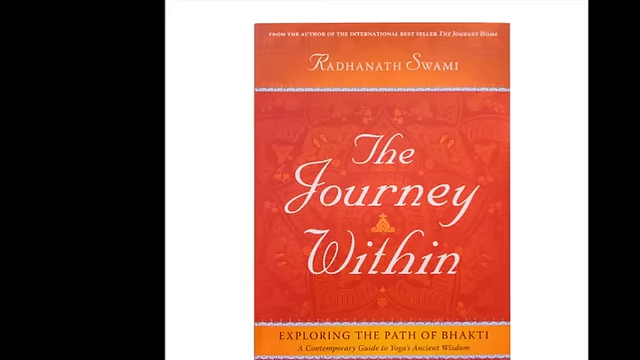 FROM THE AUTHOR OF THE INTERNATIONAL BEST SELLER THE JOURNEY HOME
RADHANATH SWAMI
The
Journey
Within
EXPLORING THE PATH OF BHAKTI
A Contemporary Guide to Yoga's Ancient Wisdom